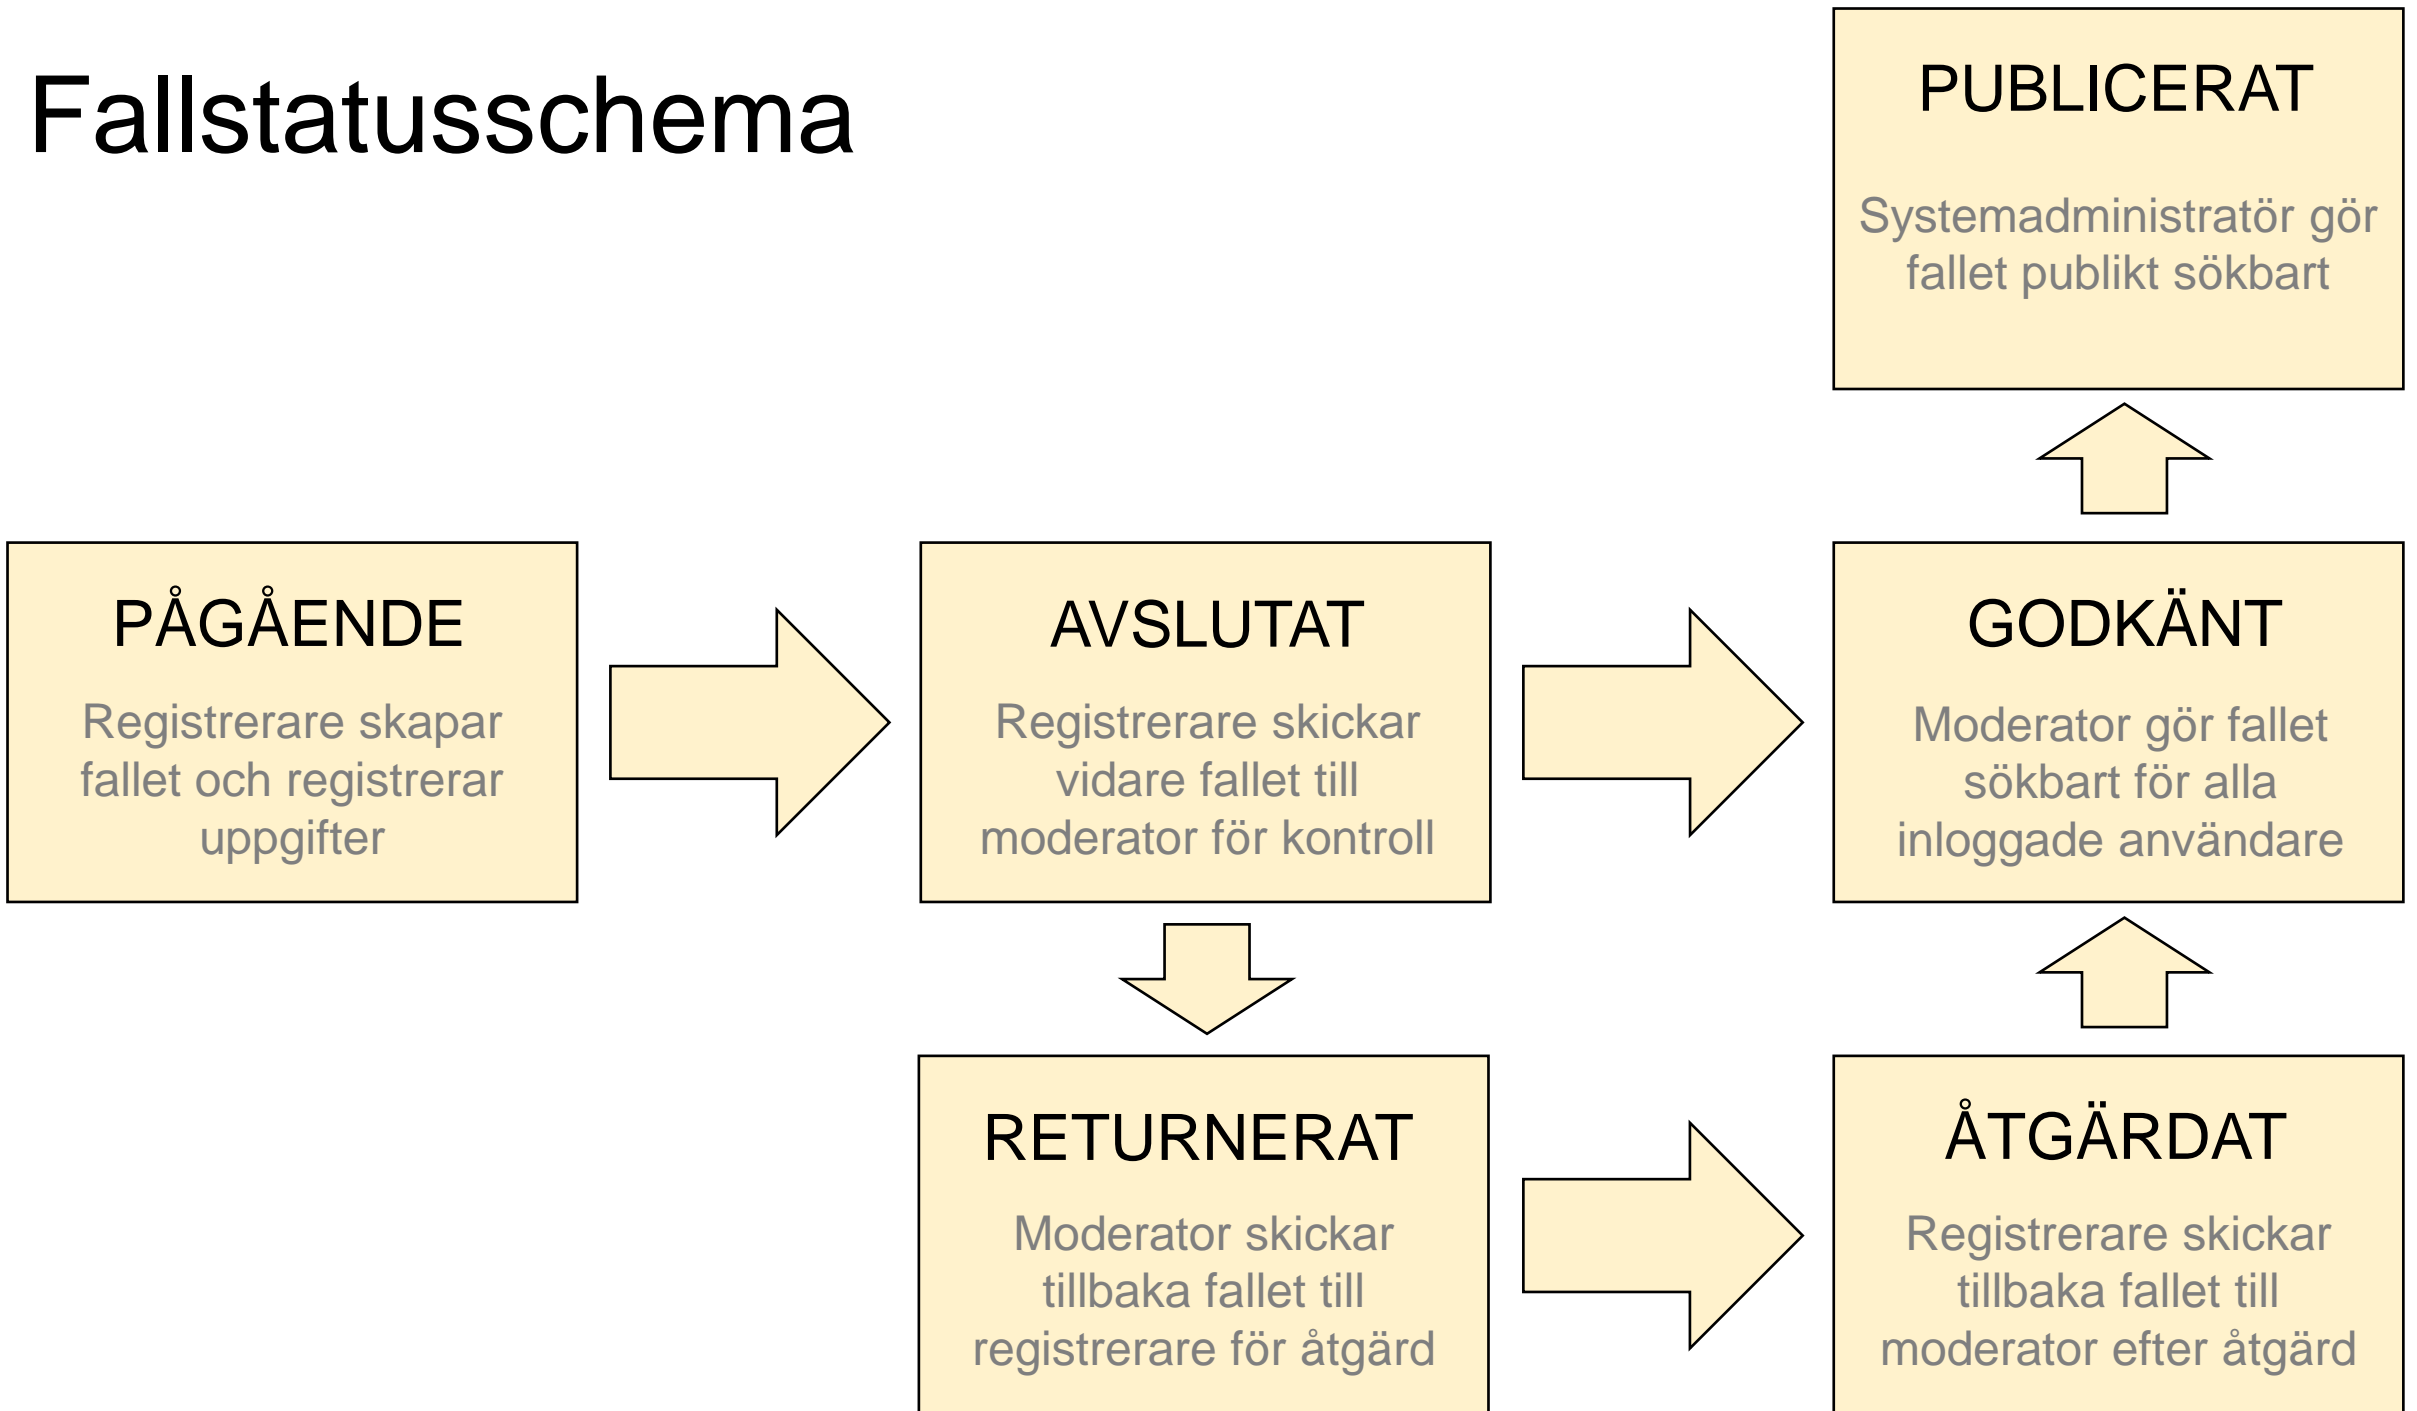 Fallstatusschema
PUBLICERAT
Systemadministratör gör
fallet publikt sökbart
PÅGÅENDE
Registrerare skapar
fallet och registrerar
uppgifter
AVSLUTAT
Registrerare skickar
vidare fallet till
moderator för kontroll
GODKÄNT
Moderator gör fallet
sökbart för alla
inloggade användare
RETURNERAT
Moderator skickar
tillbaka fallet till
registrerare för åtgärd
ÅTGÄRDAT
Registrerare skickar
tillbaka fallet till
moderator efter åtgärd